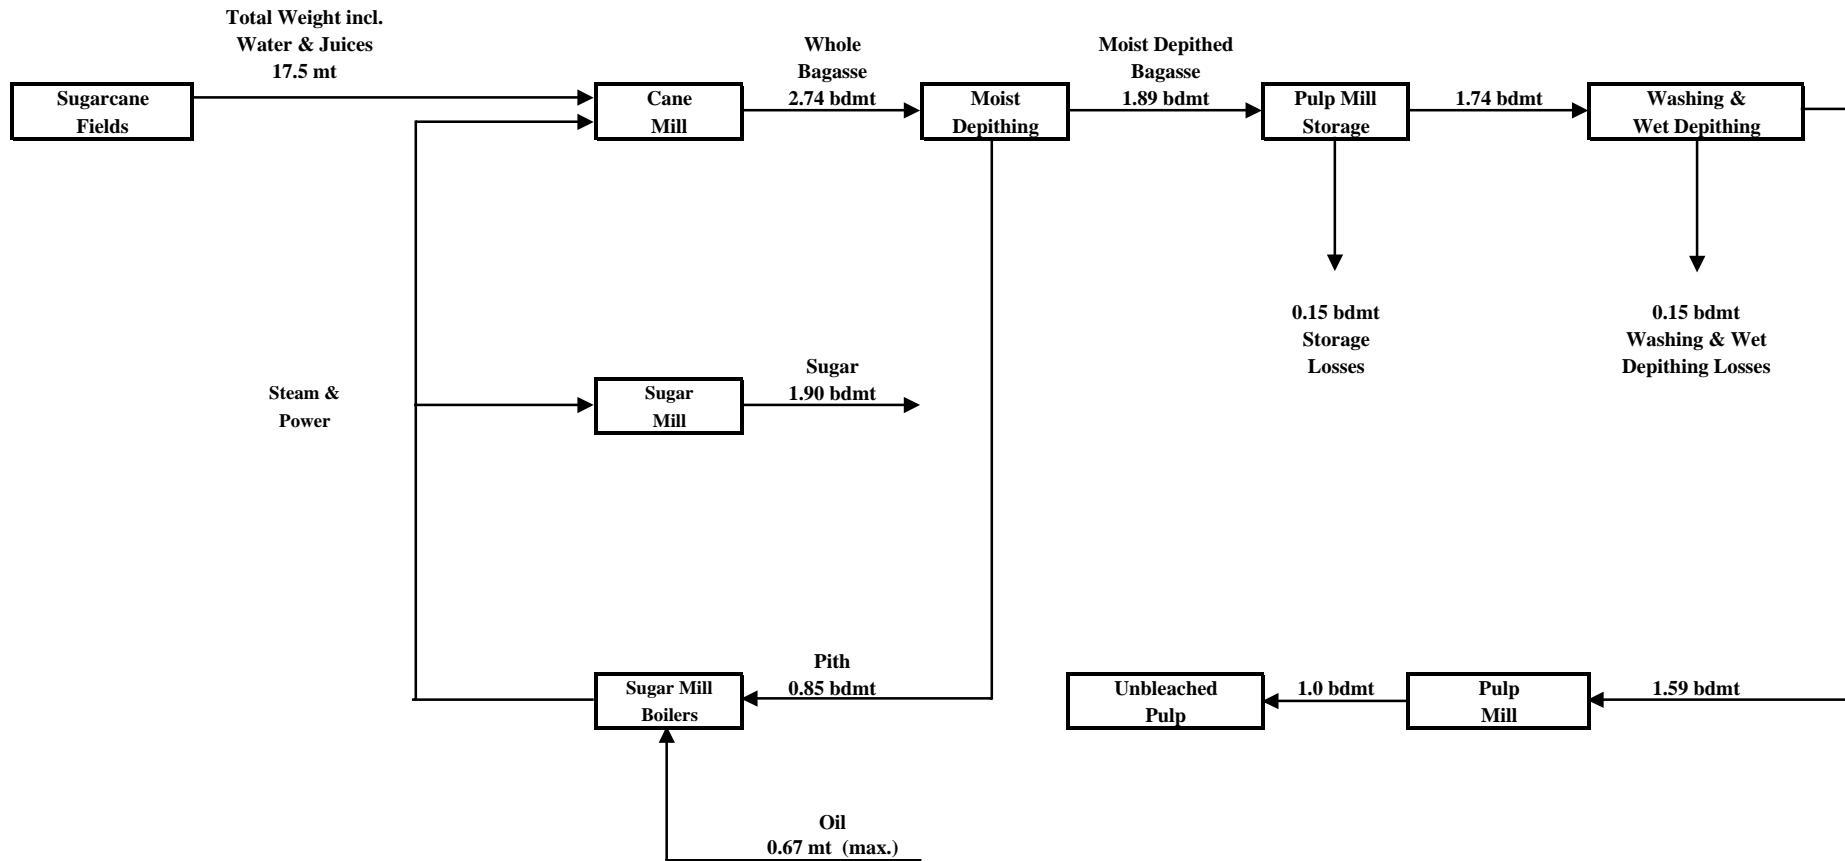 Total Weight incl.
Water & Juices
17.5 mt
Whole
Bagasse
2.74 bdmt
Moist Depithed
Bagasse
1.89 bdmt
Sugarcane
Fields
Cane
Mill
Moist
Depithing
Pulp Mill
Storage
1.74 bdmt
Washing &
Wet Depithing
0.15 bdmt
Storage
Losses
0.15 bdmt
Washing & Wet
Depithing Losses
Steam &
Power
Sugar
Mill
Sugar
1.90 bdmt
Sugar Mill
Boilers
Pith
0.85 bdmt
Unbleached
Pulp
1.0 bdmt
Pulp
Mill
1.59 bdmt
Oil
0.67 mt (max.)